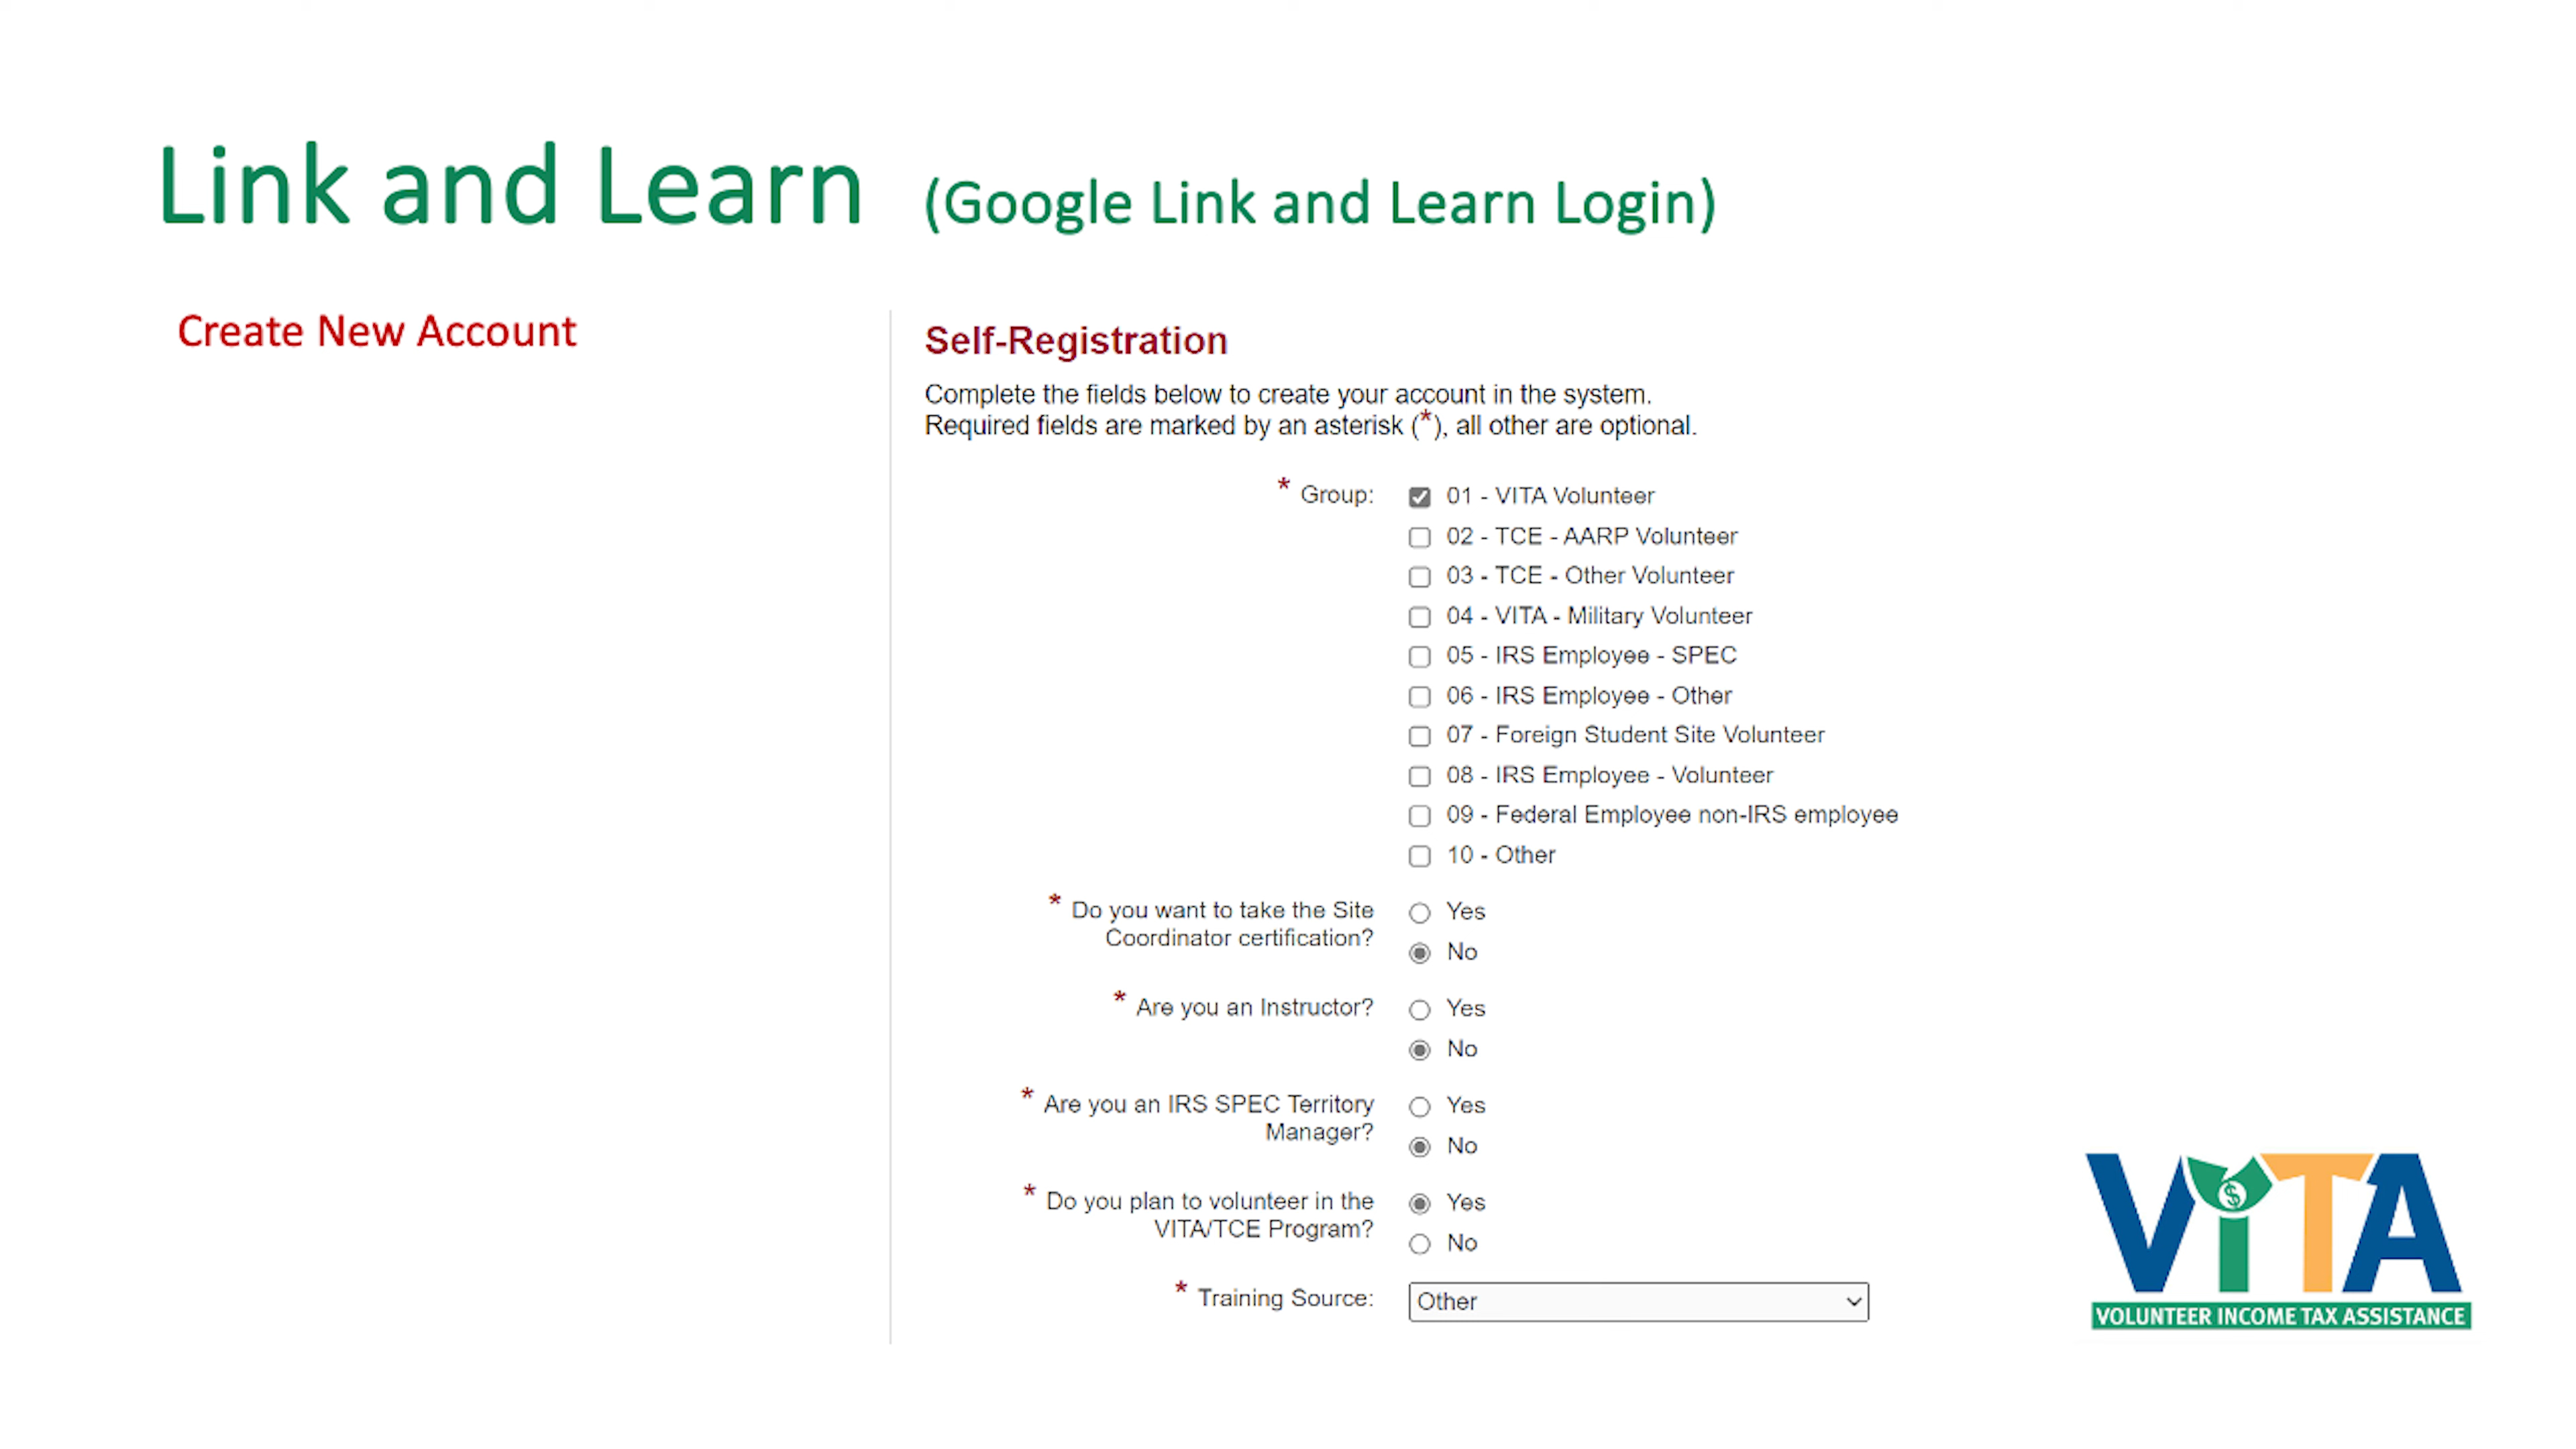 Link and Learn (Google Link and Learn Login)
Create New Account
Self-Registration
Complete the fields below to create your account in the system.
Required fields are marked by an asterisk (*), all other are optional.
* Group:
01 - VITA Volunteer
02 - TCE - AARP Volunteer
03 - TCE - Other Volunteer
04 - VITA - Military Volunteer
05 - IRS Employee - SPEC
06 - IRS Employee - Other
07 - Foreign Student Site Volunteer
08 - IRS Employee - Volunteer
09 - Federal Employee non-IRS employee
10 - Other
* Do you want to take the Site
Coordinator certification?
Yes
No
* Are you an Instructor?
Yes
No
* Are you an IRS SPEC Territory
Manager?
Yes
No
* Do you plan to volunteer in the
VITA/TCE Program?
Yes
No
* Training Source:
Other
ViTA
$
VOLUNTEER INCOME TAX ASSISTANCE